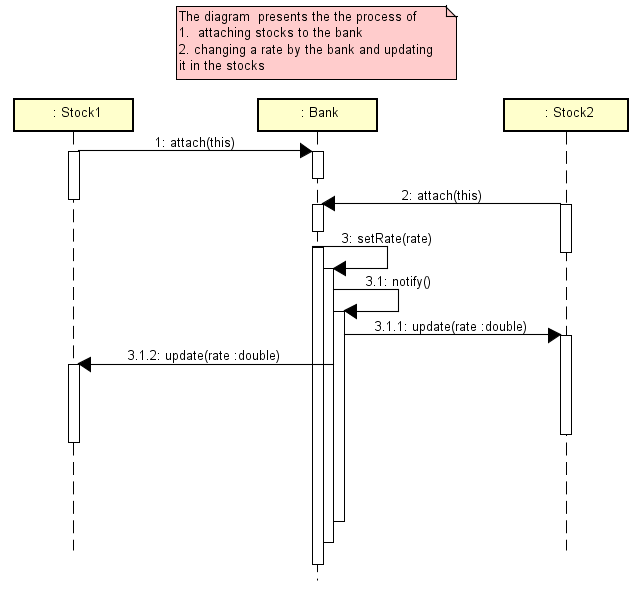 The diagram presents the the process of
1. attaching stocks to the bank
2. changing a rate by the bank and updating
it in the stocks
: Stock1
: Bank
: Stock2
1: attach(this)
2: attach(this)
3: setRate(rate)
3.1: notify()
3.1.1: update(rate :double)
3.1.2: update(rate :double)